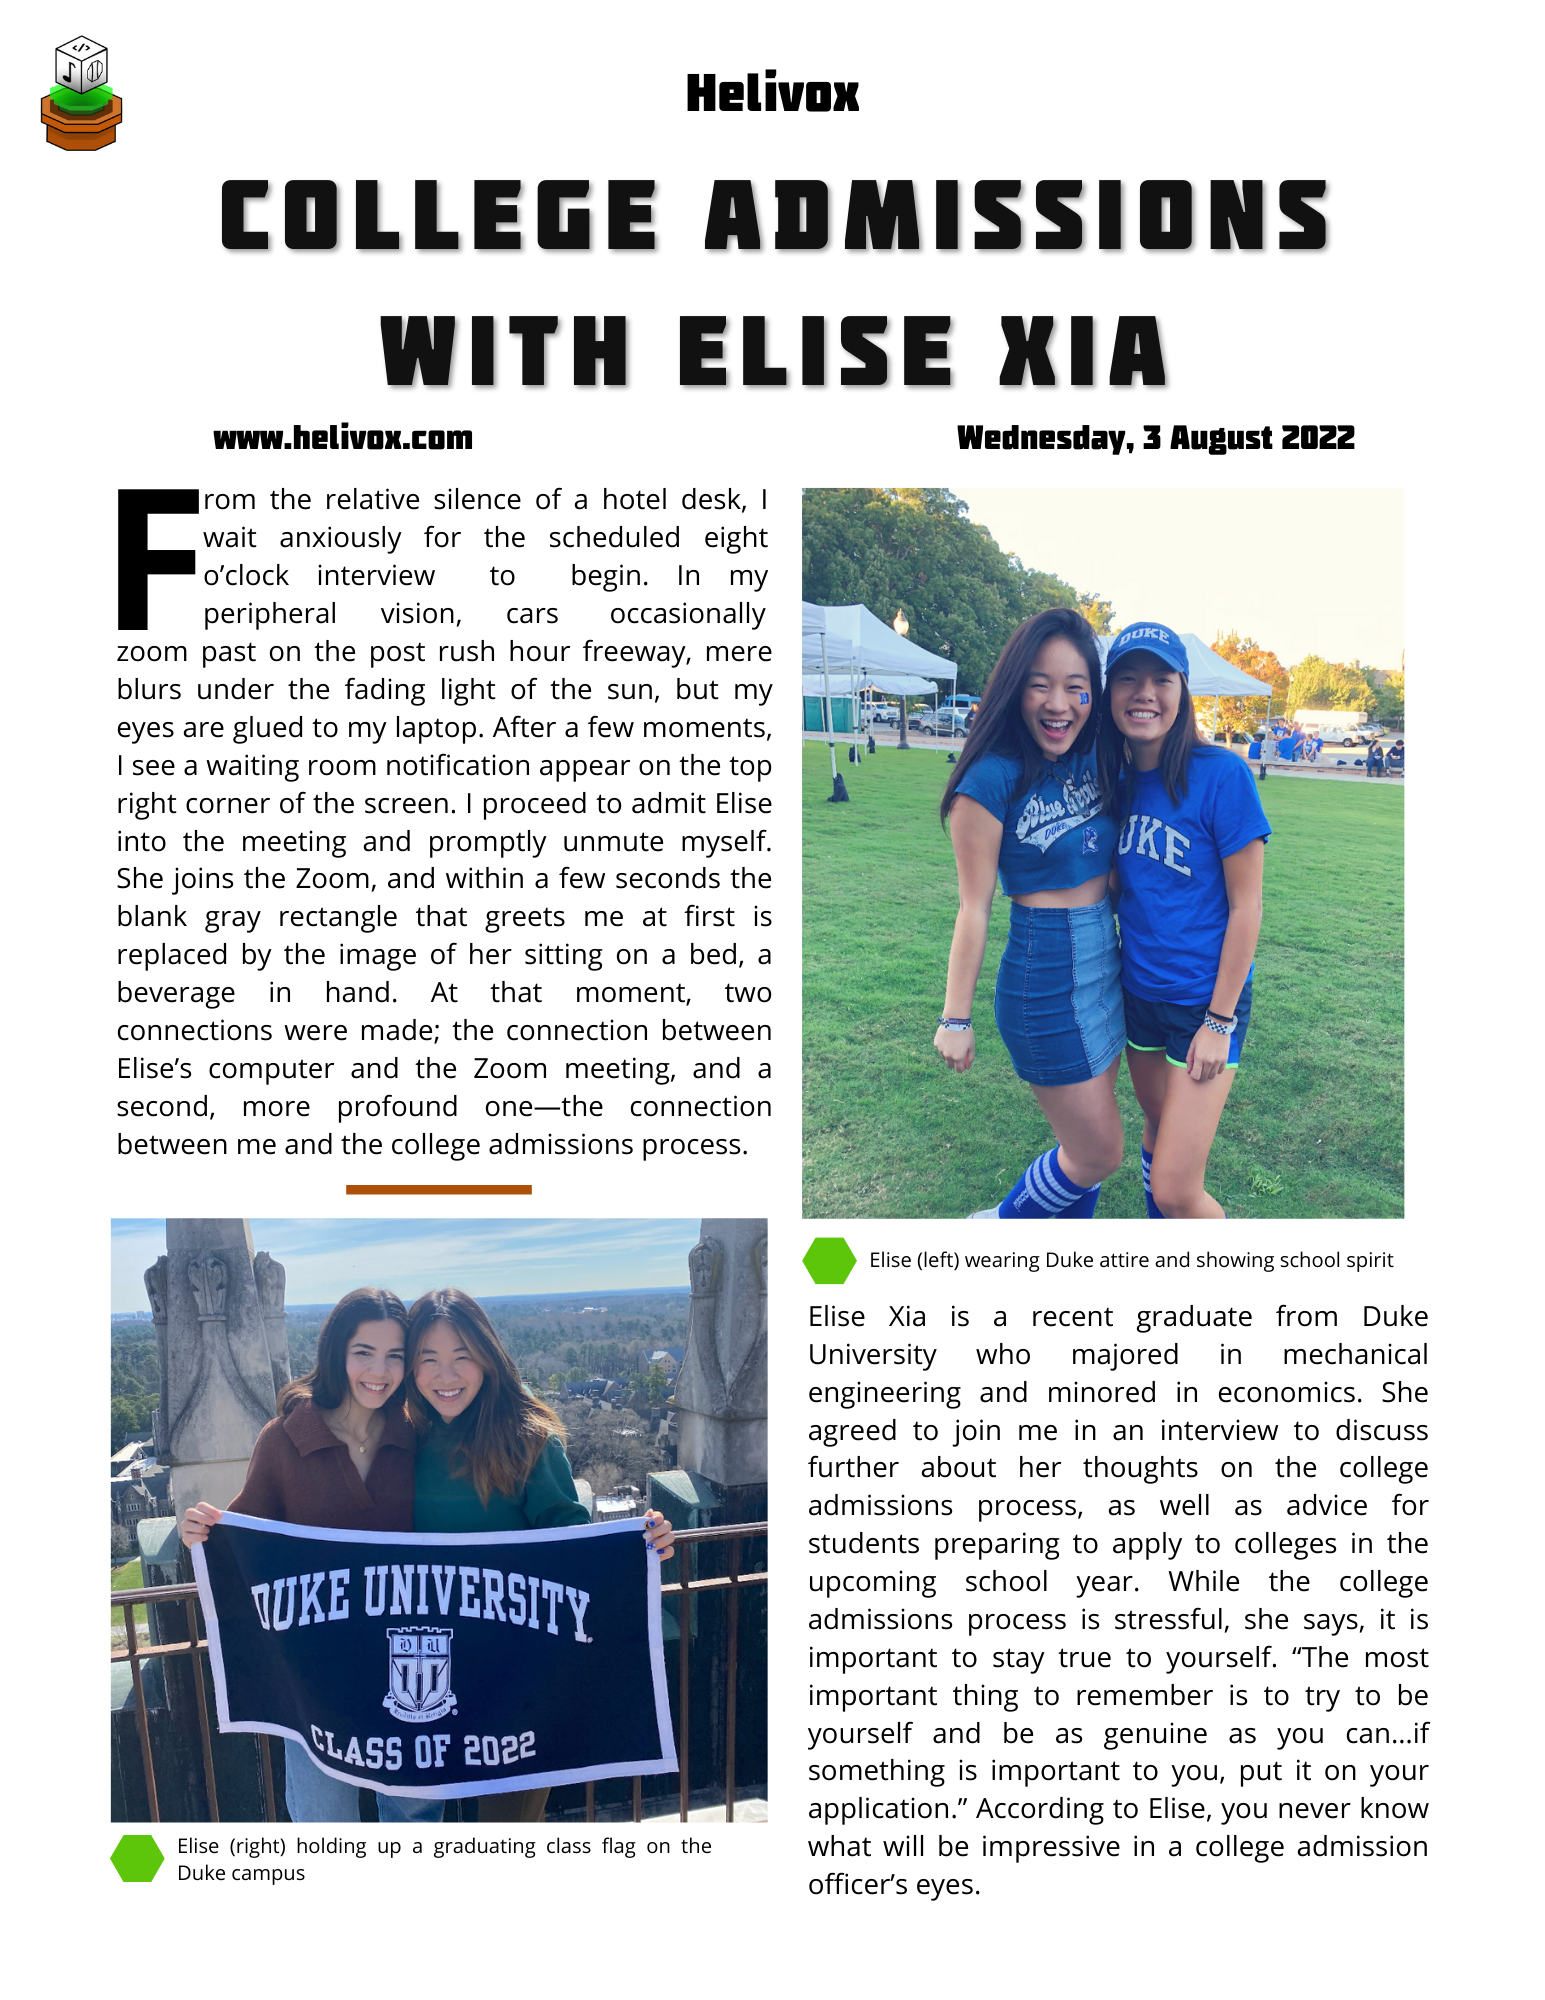 </>
Helivox
COLLEGE ADMISSIONS
WITH ELISE XIA
www.helivox.com
Wednesday, 3 August 2022
From the relative silence of a hotel desk, I
wait anxiously for the scheduled eight
o’clock interview to begin. In my
peripheral vision, cars occasionally
zoom past on the post rush hour freeway, mere
blurs under the fading light of the sun, but my
eyes are glued to my laptop. After a few moments,
I see a waiting room notification appear on the top
right corner of the screen. I proceed to admit Elise
into the meeting and promptly unmute myself.
She joins the Zoom, and within a few seconds the
blank gray rectangle that greets me at first is
replaced by the image of her sitting on a bed, a
beverage in hand. At that moment, two
connections were made; the connection between
Elise’s computer and the Zoom meeting, and a
second, more profound one—the connection
between me and the college admissions process.
DUKE UNIVERSITY
D U
CLASS OF 2022
Elise (right) holding up a graduating class flag on the
Duke campus
DUKE
Blue Devils
DUKE
UKE
Elise (left) wearing Duke attire and showing school spirit
Elise Xia is a recent graduate from Duke
University who majored in mechanical
engineering and minored in economics. She
agreed to join me in an interview to discuss
further about her thoughts on the college
admissions process, as well as advice for
students preparing to apply to colleges in the
upcoming school year. While the college
admissions process is stressful, she says, it is
important to stay true to yourself. “The most
important thing to remember is to try to be
yourself and be as genuine as you can...if
something is important to you, put it on your
application.” According to Elise, you never know
what will be impressive in a college admission
officer’s eyes.